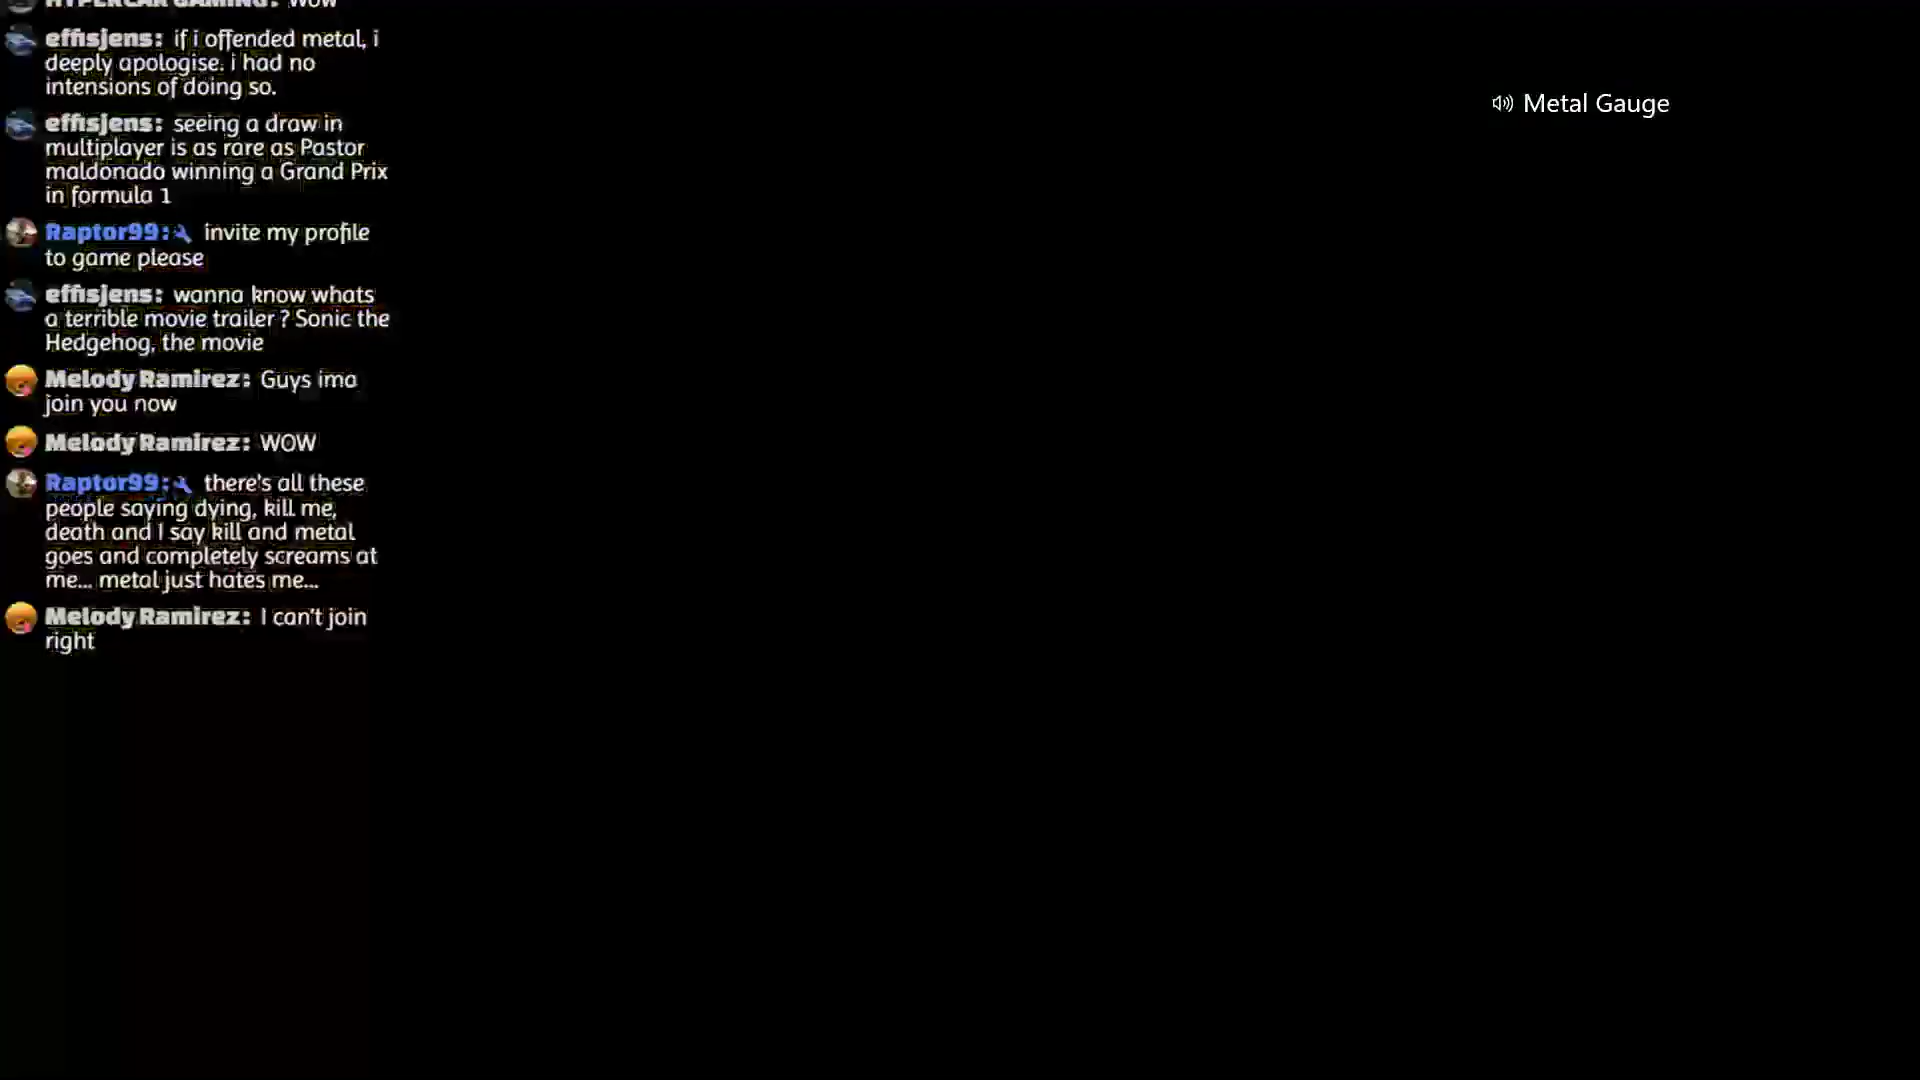 HYPERCAR GAMING: Wow
effisjens: if i offended metal, i
deeply apologise. i had no
intensions of doing so.
effisjens: seeing a draw in
multiplayer is as rare as Pastor
maldonado winning a Grand Prix
in formula 1
Raptor99: invite my profile
to game please
effisjens: wanna know whats
a terrible movie trailer ? Sonic the
Hedgehog, the movie
Melody Ramirez: Guys ima
join you now
Melody Ramirez: WOW
Raptor99: there's all these
people saying dying, kill me,
death and I say kill and metal
goes and completely screams at
me... metal just hates me...
Melody Ramirez: I can't join
right
Metal Gauge